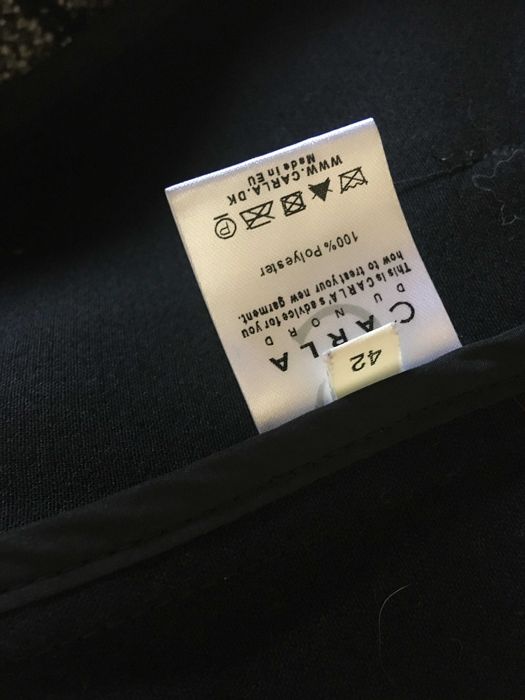 42
CARLA
DU NORD
This is CARLA's advice for you
how to treat your new garment.
100% Polyester
P
Made in EU
WWW.CARLA.DK